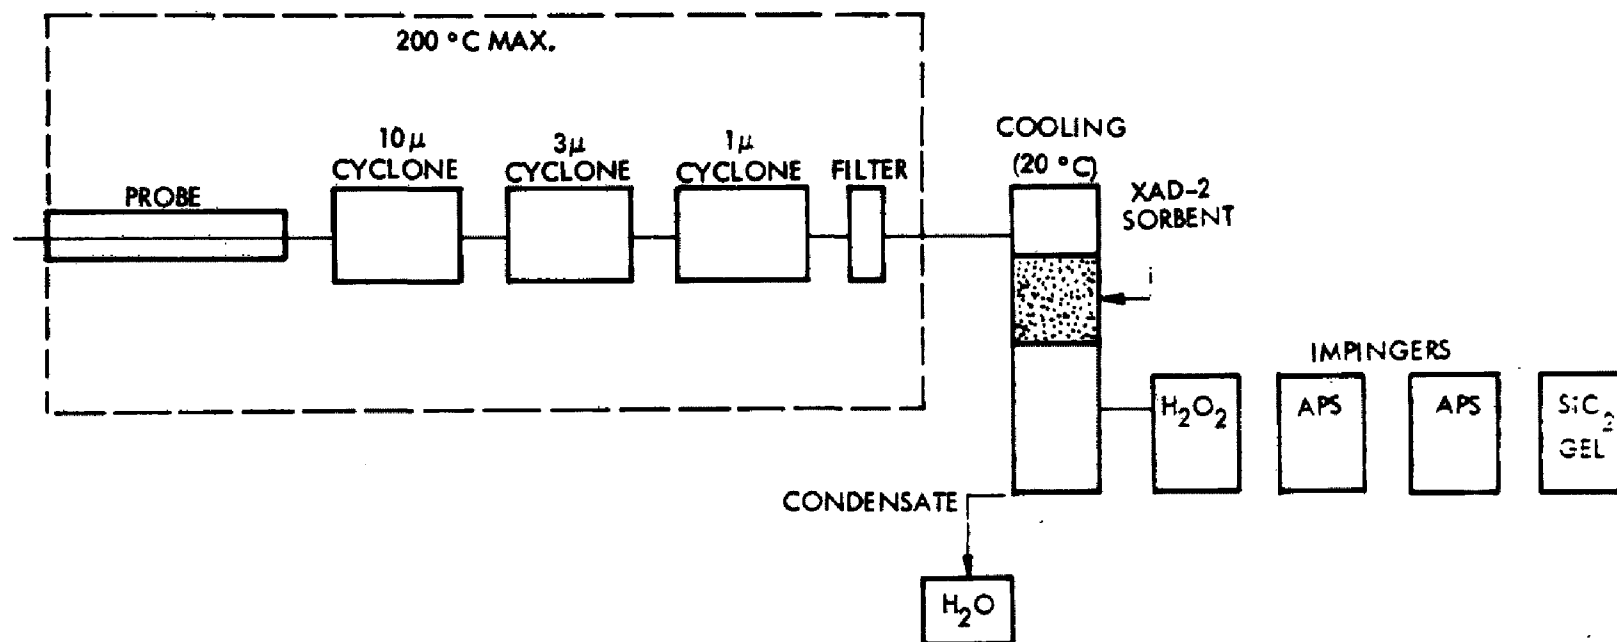 200 °C MAX.
10μ
CYCLONE
3μ
CYCLONE
1μ
CYCLONE
FILTER
PROBE
COOLING
(20 °C)
XAD-2
SORBENT
IMPINGERS
H₂O₂
APS
APS
SiC₂
GEL
CONDENSATE
H₂O